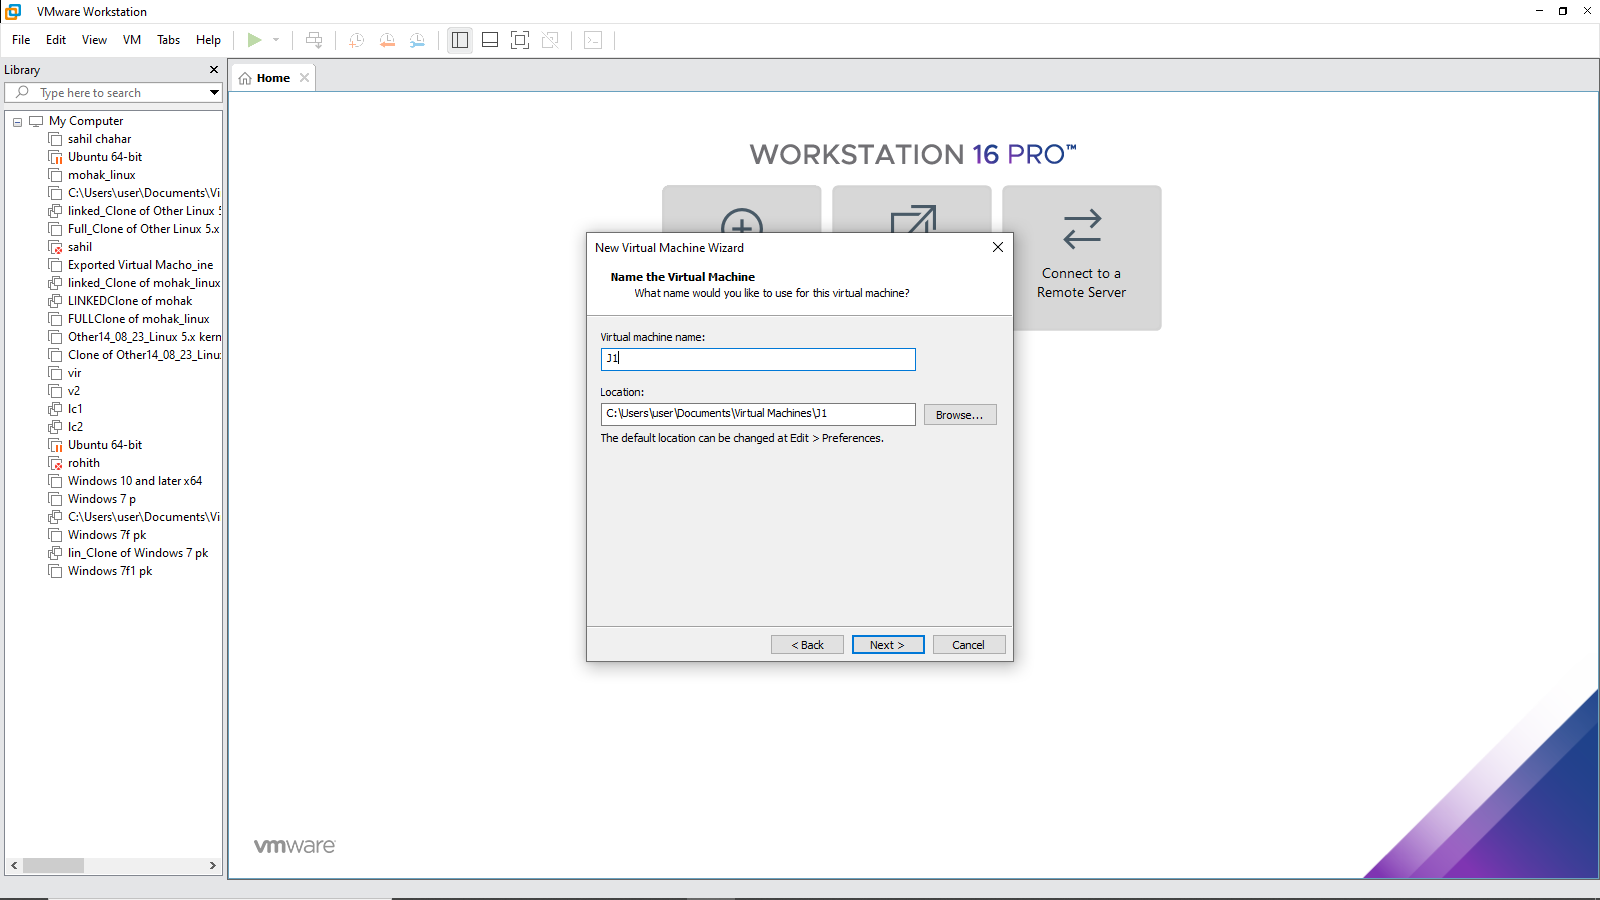 VMware Workstation
File Edit View VM Tabs Help
Library
Type here to search
My Computer
sahil chahar
Ubuntu 64-bit
mohak_linux
C:\Users\user\Documents\Vi
linked_Clone of Other Linux 5
Full_Clone of Other Linux 5.x
sahil
Exported Virtual Macho_ine
linked_Clone of mohak_linux
LINKEDClone of mohak
FULLClone of mohak_linux
Other14_08_23_Linux 5.x kern
Clone of Other14_08_23_Linux
vir
v2
lc1
lc2
Ubuntu 64-bit
rohith
Windows 10 and later x64
Windows 7 p
C:\Users\user\Documents\Vi
Windows 7f pk
lin_Clone of Windows 7 pk
Windows 7f1 pk
Home
WORKSTATION 16 PRO™
Connect to a
Remote Server
New Virtual Machine Wizard
Name the Virtual Machine
What name would you like to use for this virtual machine?
Virtual machine name:
J1
Location:
C:\Users\user\Documents\Virtual Machines\J1
Browse...
The default location can be changed at Edit > Preferences.
< Back Next > Cancel
vmware